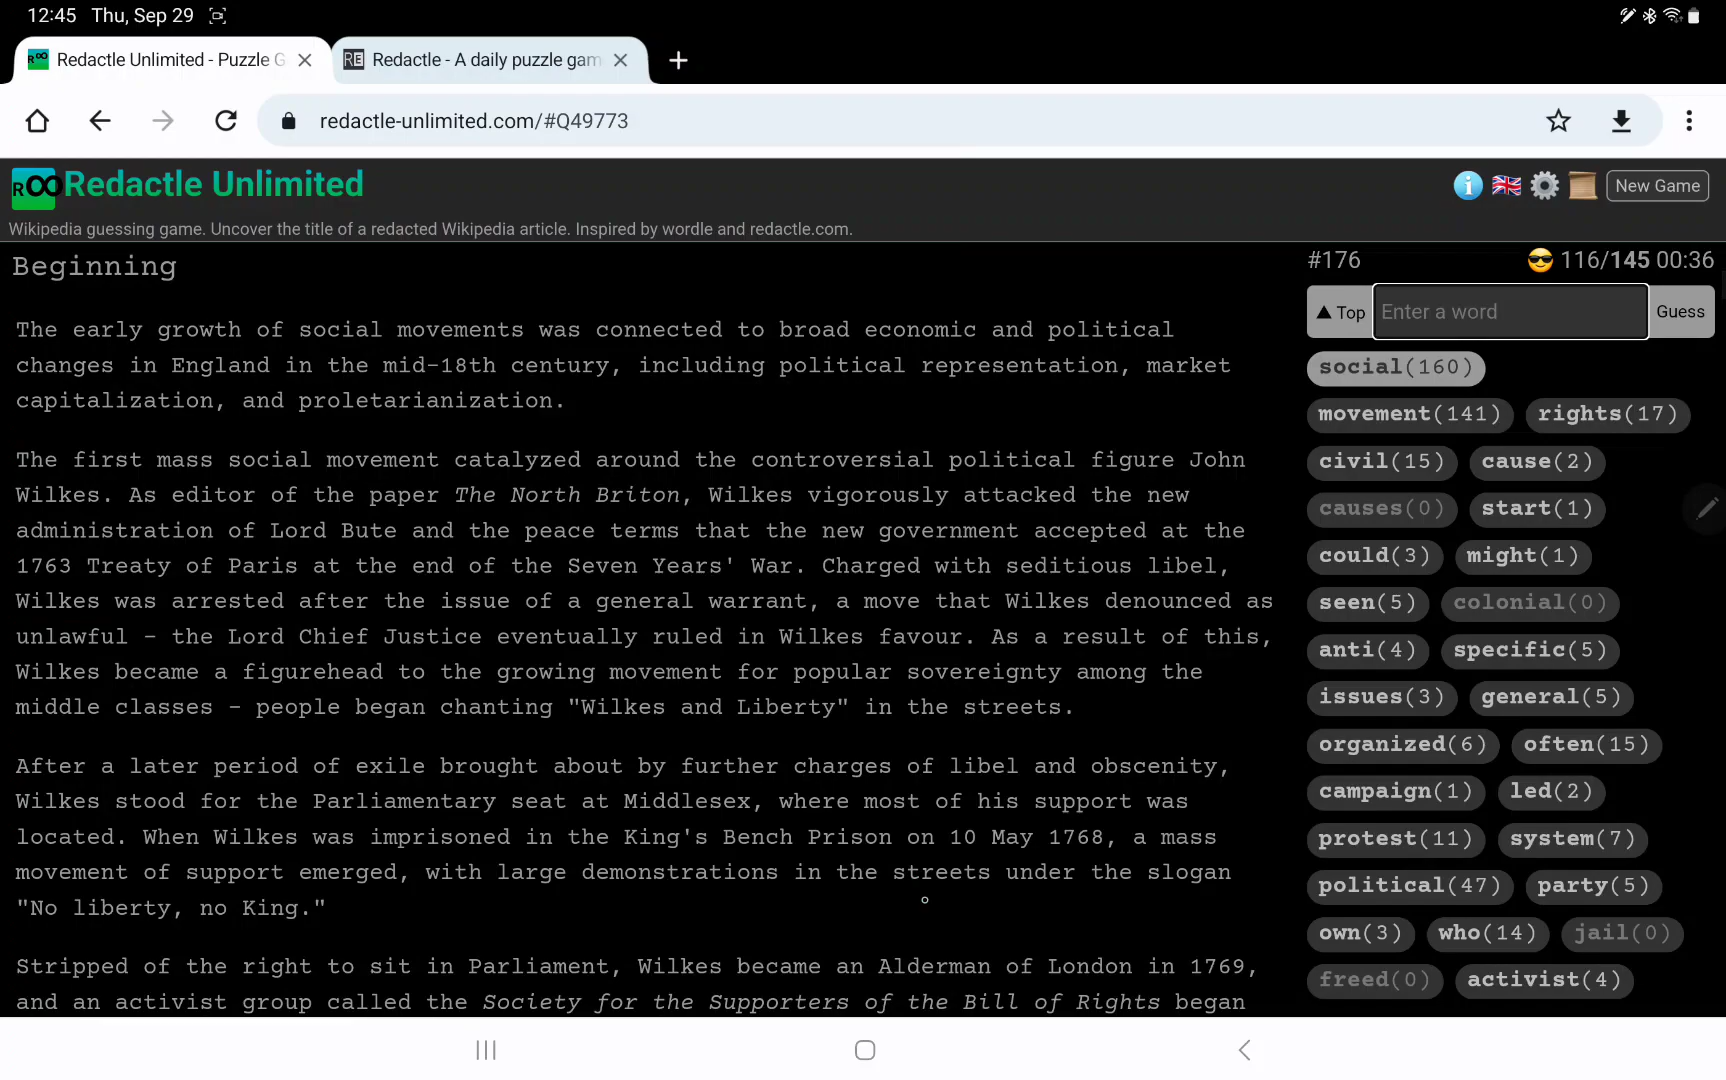 12:45 Thu, Sep 29
Redactle Unlimited - Puzzle G
Redactle - A daily puzzle gam
redactle-unlimited.com/#Q49773
Redactle Unlimited
New Game
Wikipedia guessing game. Uncover the title of a redacted Wikipedia article. Inspired by wordle and redactle.com.
Beginning
The early growth of social movements was connected to broad economic and political
changes in England in the mid-18th century, including political representation, market
capitalization, and proletarianization.
The first mass social movement catalyzed around the controversial political figure John
Wilkes. As editor of the paper The North Briton, Wilkes vigorously attacked the new
administration of Lord Bute and the peace terms that the new government accepted at the
1763 Treaty of Paris at the end of the Seven Years' War. Charged with seditious libel,
Wilkes was arrested after the issue of a general warrant, a move that Wilkes denounced as
unlawful – the Lord Chief Justice eventually ruled in Wilkes favour. As a result of this,
Wilkes became a figurehead to the growing movement for popular sovereignty among the
middle classes – people began chanting "Wilkes and Liberty" in the streets.
After a later period of exile brought about by further charges of libel and obscenity,
Wilkes stood for the Parliamentary seat at Middlesex, where most of his support was
located. When Wilkes was imprisoned in the King's Bench Prison on 10 May 1768, a mass
movement of support emerged, with large demonstrations in the streets under the slogan
"No liberty, no King."
Stripped of the right to sit in Parliament, Wilkes became an Alderman of London in 1769,
and an activist group called the Society for the Supporters of the Bill of Rights began
#176 116/145 00:36
▲ Top Enter a word Guess
social(160)
movement(141) rights(17)
civil(15) cause(2)
causes(0) start(1)
could(3) might(1)
seen(5) colonial(0)
anti(4) specific(5)
issues(3) general(5)
organized(6) often(15)
campaign(1) led(2)
protest(11) system(7)
political(47) party(5)
own(3) who(14) jail(0)
freed(0) activist(4)